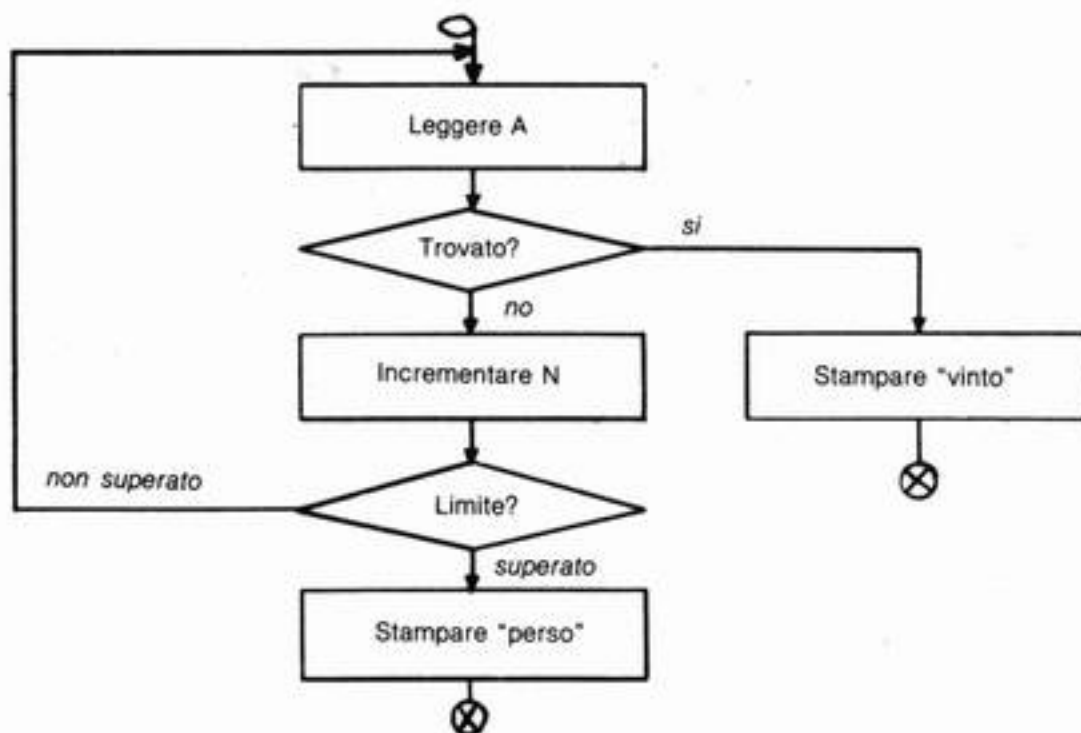 Leggere A
Trovato?
si
no
Incrementare N
Stampare "vinto"
non superato
Limite?
superato
Stampare "perso"